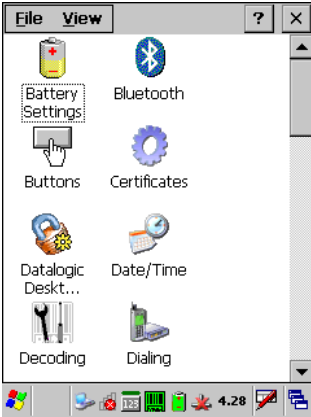 File View ? ×
Battery Settings
Bluetooth
Buttons
Certificates
Datalogic Deskt...
Date/Time
Decoding
Dialing
123
4.28